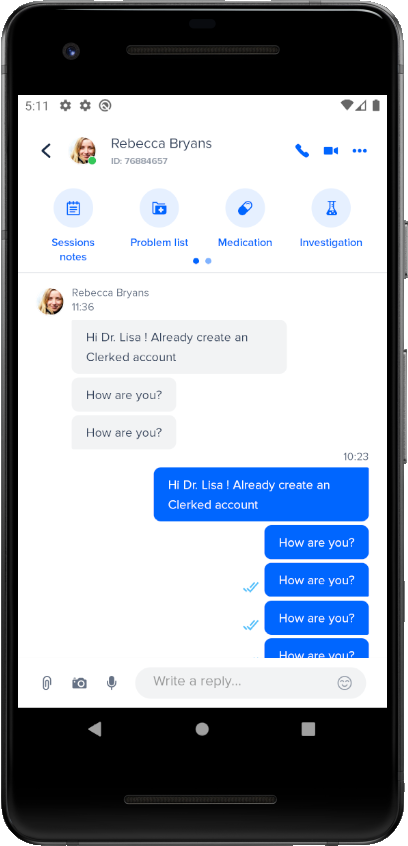 5:11
Rebecca Bryans
ID: 76884657
Sessions
notes
Problem list
Medication
Investigation
Rebecca Bryans
11:36
Hi Dr. Lisa ! Already create an
Clerked account
How are you?
How are you?
10:23
Hi Dr. Lisa ! Already create an
Clerked account
How are you?
How are you?
How are you?
How are you?
Write a reply...